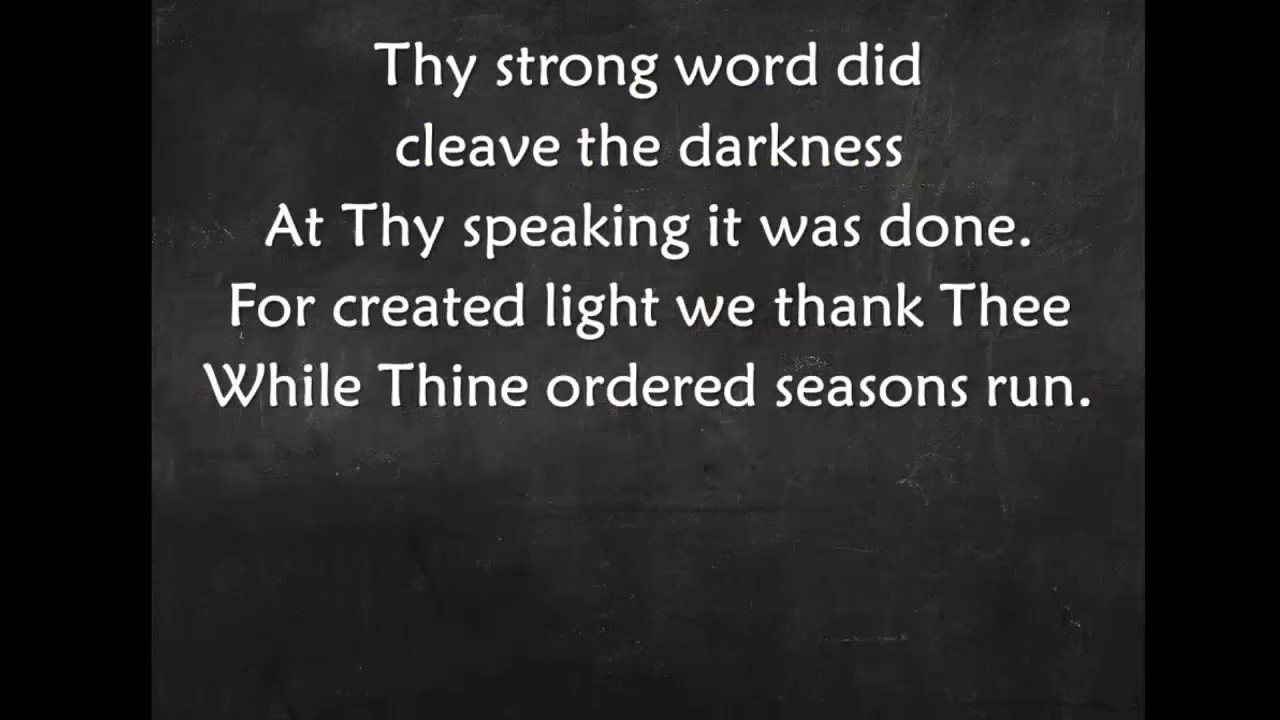 Thy strong word did
cleave the darkness
At Thy speaking it was done.
For created light we thank Thee
While Thine ordered seasons run.